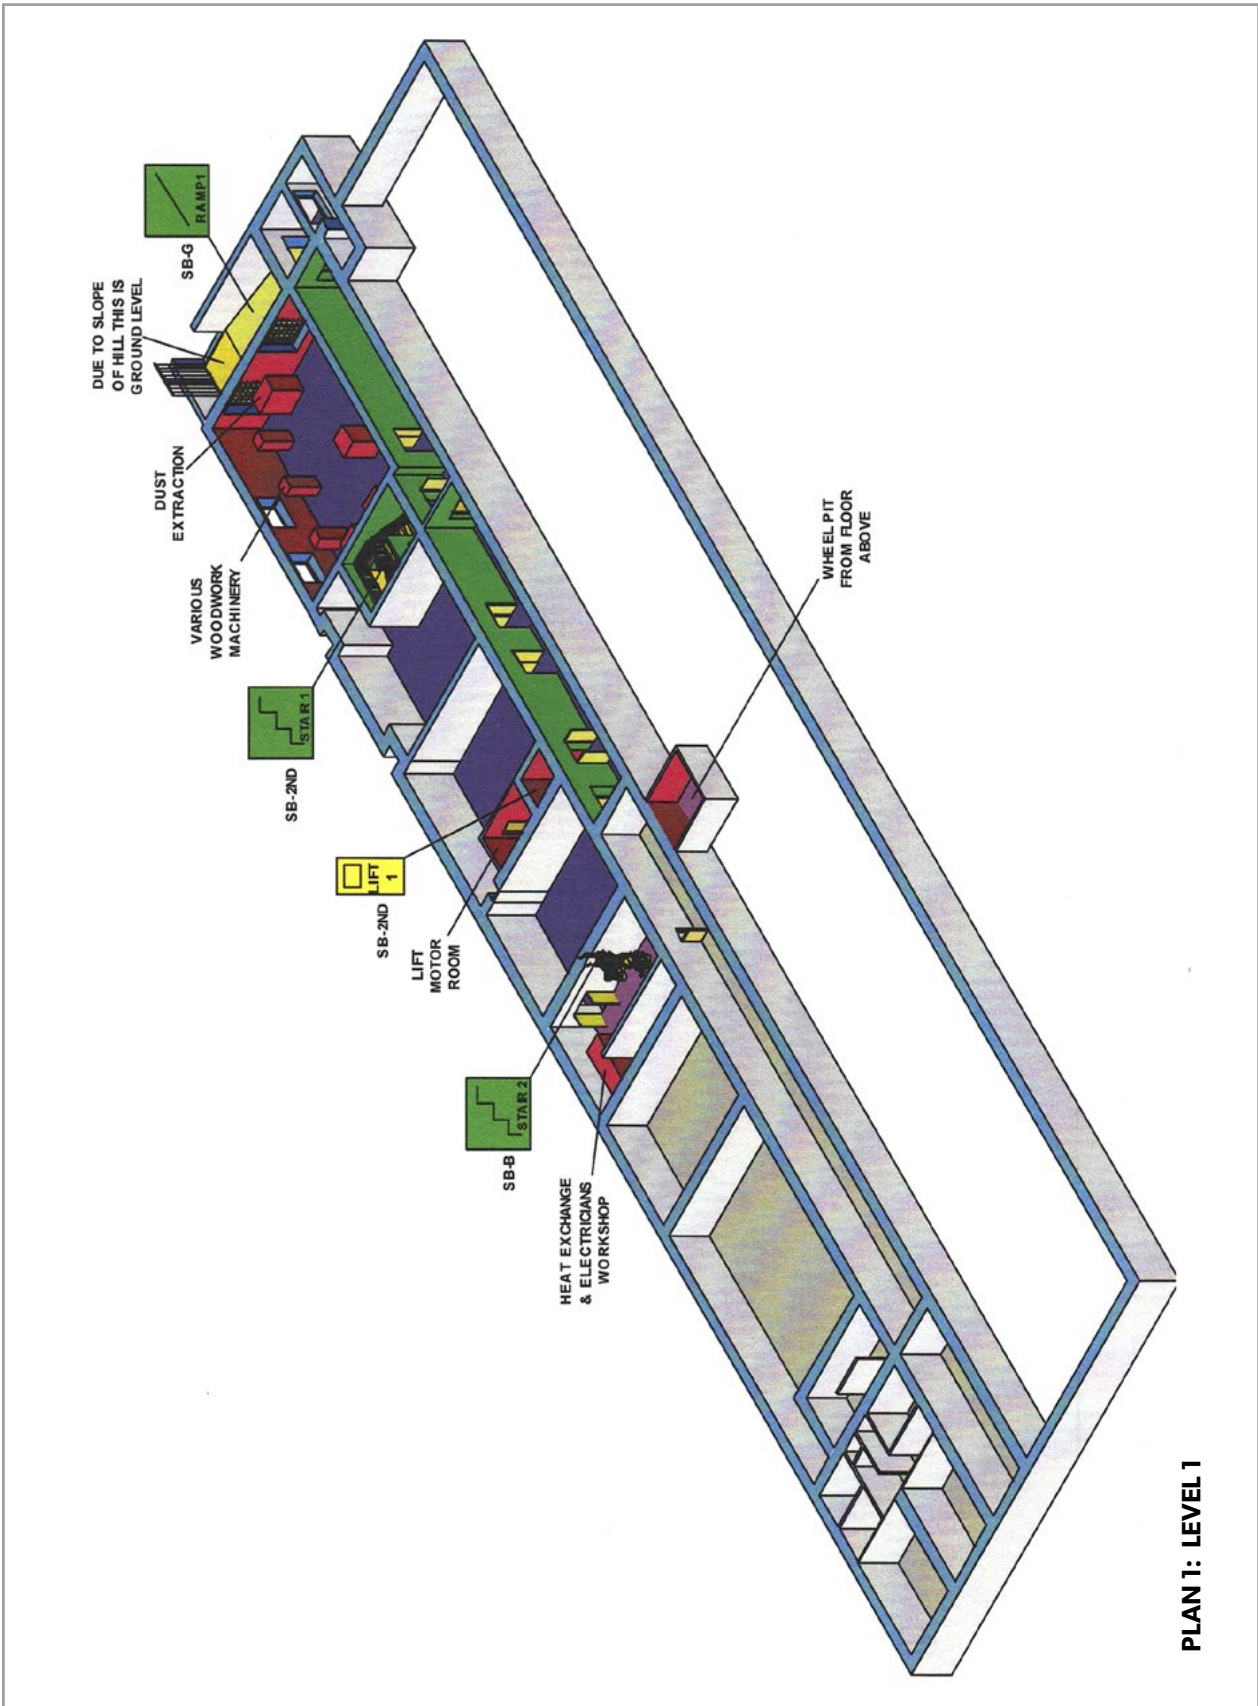 RAMP1
SB-G
DUE TO SLOPE
OF HILL THIS IS
GROUND LEVEL
DUST
EXTRACTION
VARIOUS
WOODWORK
MACHINERY
STAIR 1
SB-2ND
LIFT
1
SB-2ND
LIFT
MOTOR
ROOM
STAIR 2
SB-B
HEAT EXCHANGE
& ELECTRICIANS
WORKSHOP
WHEEL PIT
FROM FLOOR
ABOVE
PLAN 1: LEVEL 1